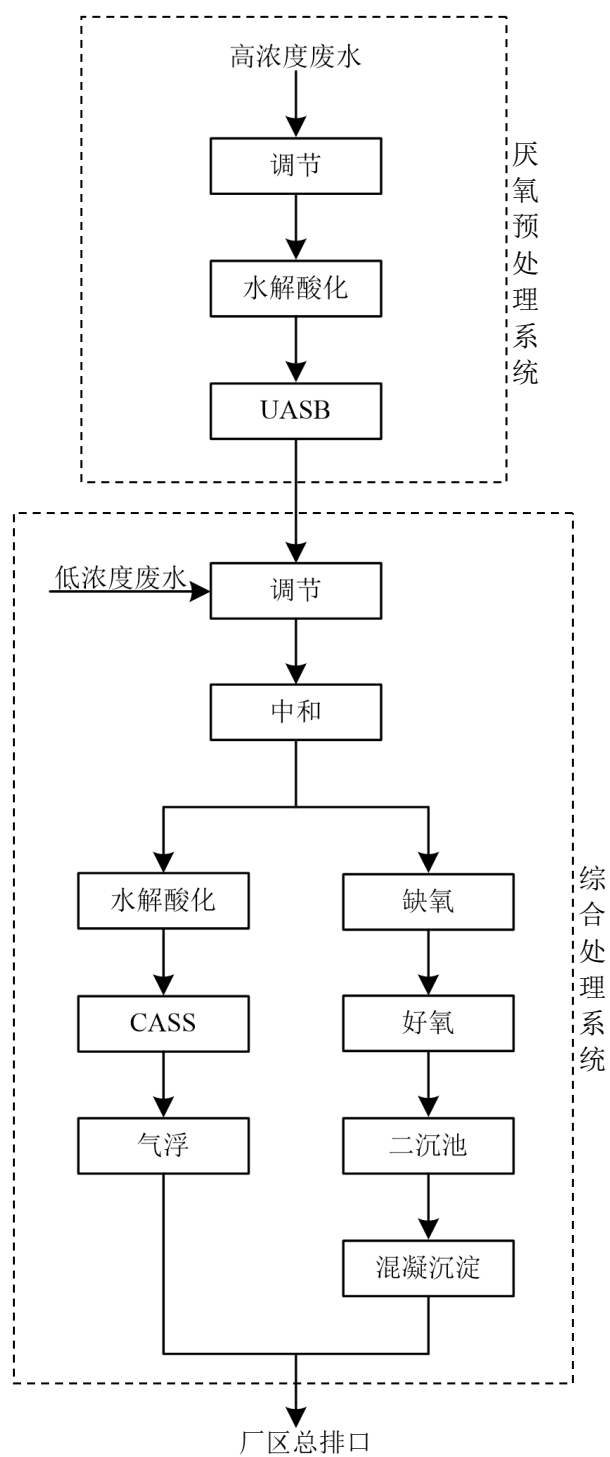 高浓度废水
调节
水解酸化
UASB
厌氧预处理系统
低浓度废水
调节
中和
水解酸化
缺氧
CASS
好氧
气浮
二沉池
混凝沉淀
综合处理系统
厂区总排口